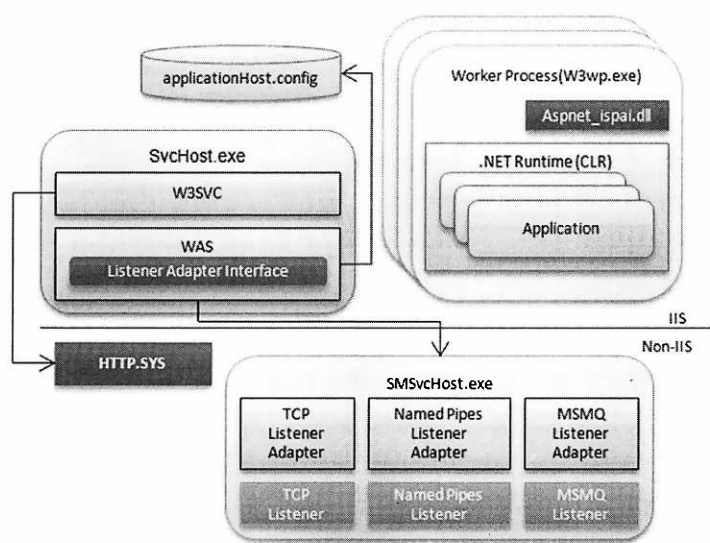 applicationHost.config
Worker Process(W3wp.exe)
Aspnet_ispai.dll
.NET Runtime (CLR)
Application
SvcHost.exe
W3SVC
WAS
Listener Adapter Interface
IIS
Non-IIS
HTTP.SYS
SMSvcHost.exe
TCP
Listener
Adapter
Named Pipes
Listener
Adapter
MSMQ
Listener
Adapter
TCP
Listener
Named Pipes
Listener
MSMQ
Listener